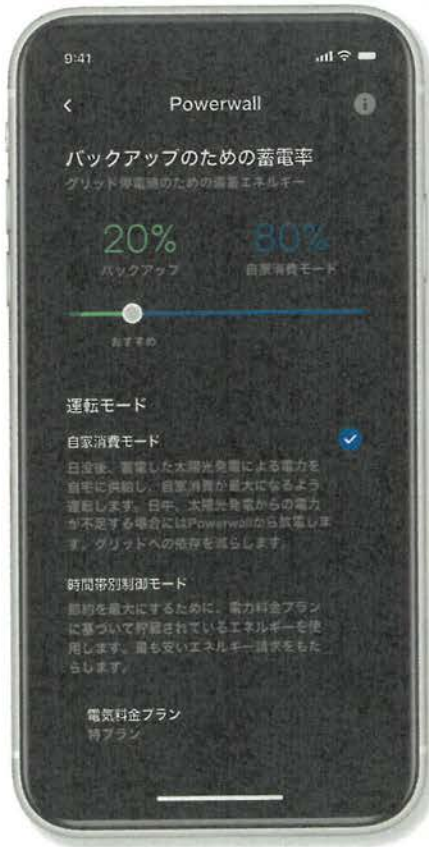 9:41
Powerwall
i
バックアップのための蓄電率
グリッド停電時のための備蓄エネルギー
20% 80%
バックアップ 自家消費モード
おすすめ
運転モード
自家消費モード
日没後、蓄電した太陽光発電による電力を
自宅に供給し、自家消費が最大になるよう
運転します。日中、太陽光発電からの電力
が不足する場合にはPowerwallから放電しま
す。グリッドへの依存を減らします。
時間帯別制御モード
節約を最大にするために、電力料金プラン
に基づいて貯蔵されているエネルギーを使
用します。最も安いエネルギー請求をもた
らします。
電気料金プラン
特プラン